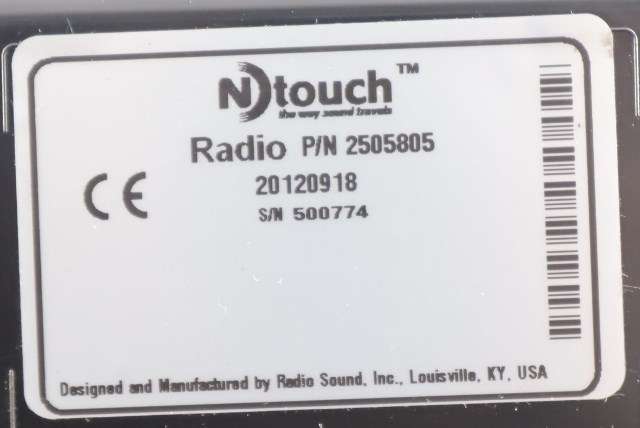 NDtouch™
the way sound travels
Radio P/N 2505805
20120918
CE
S/N 500774
Designed and Manufactured by Radio Sound, Inc., Louisville, KY, USA